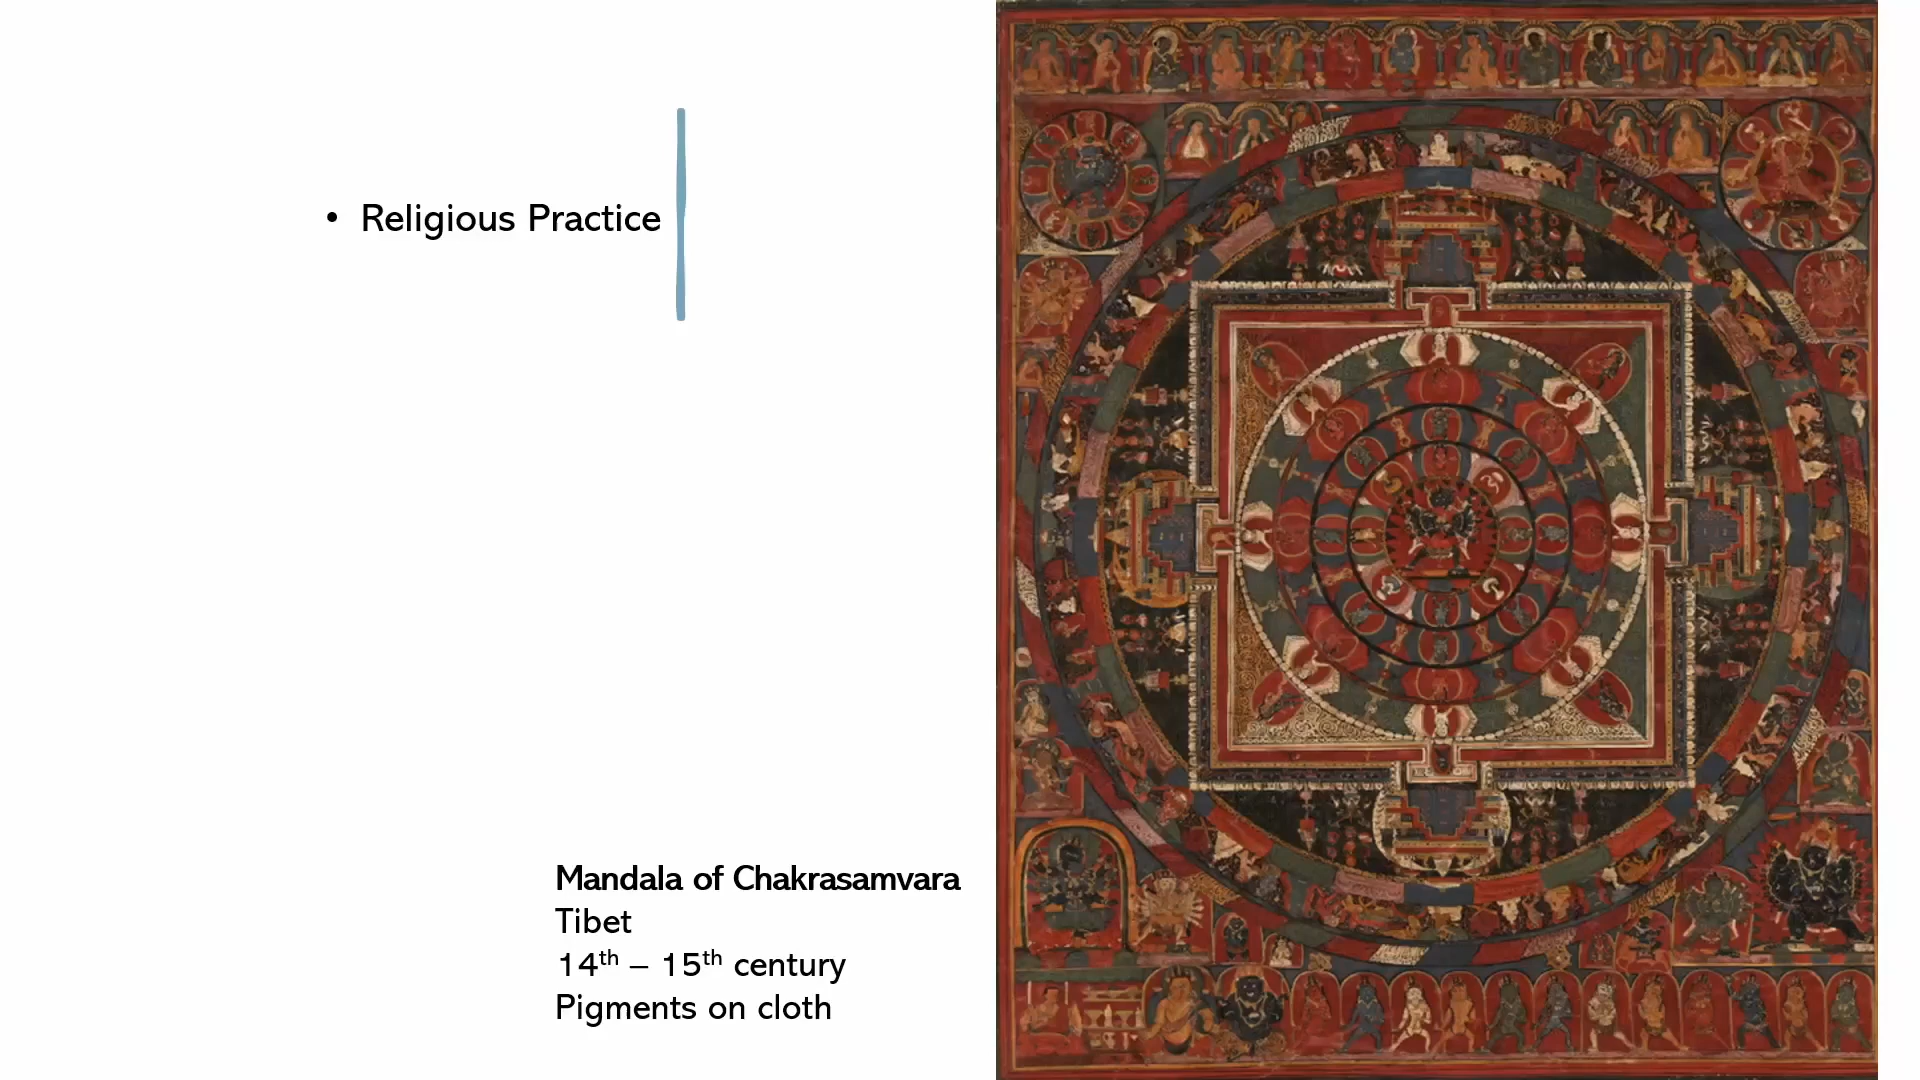 • Religious Practice
Mandala of Chakrasamvara
Tibet
14th – 15th century
Pigments on cloth